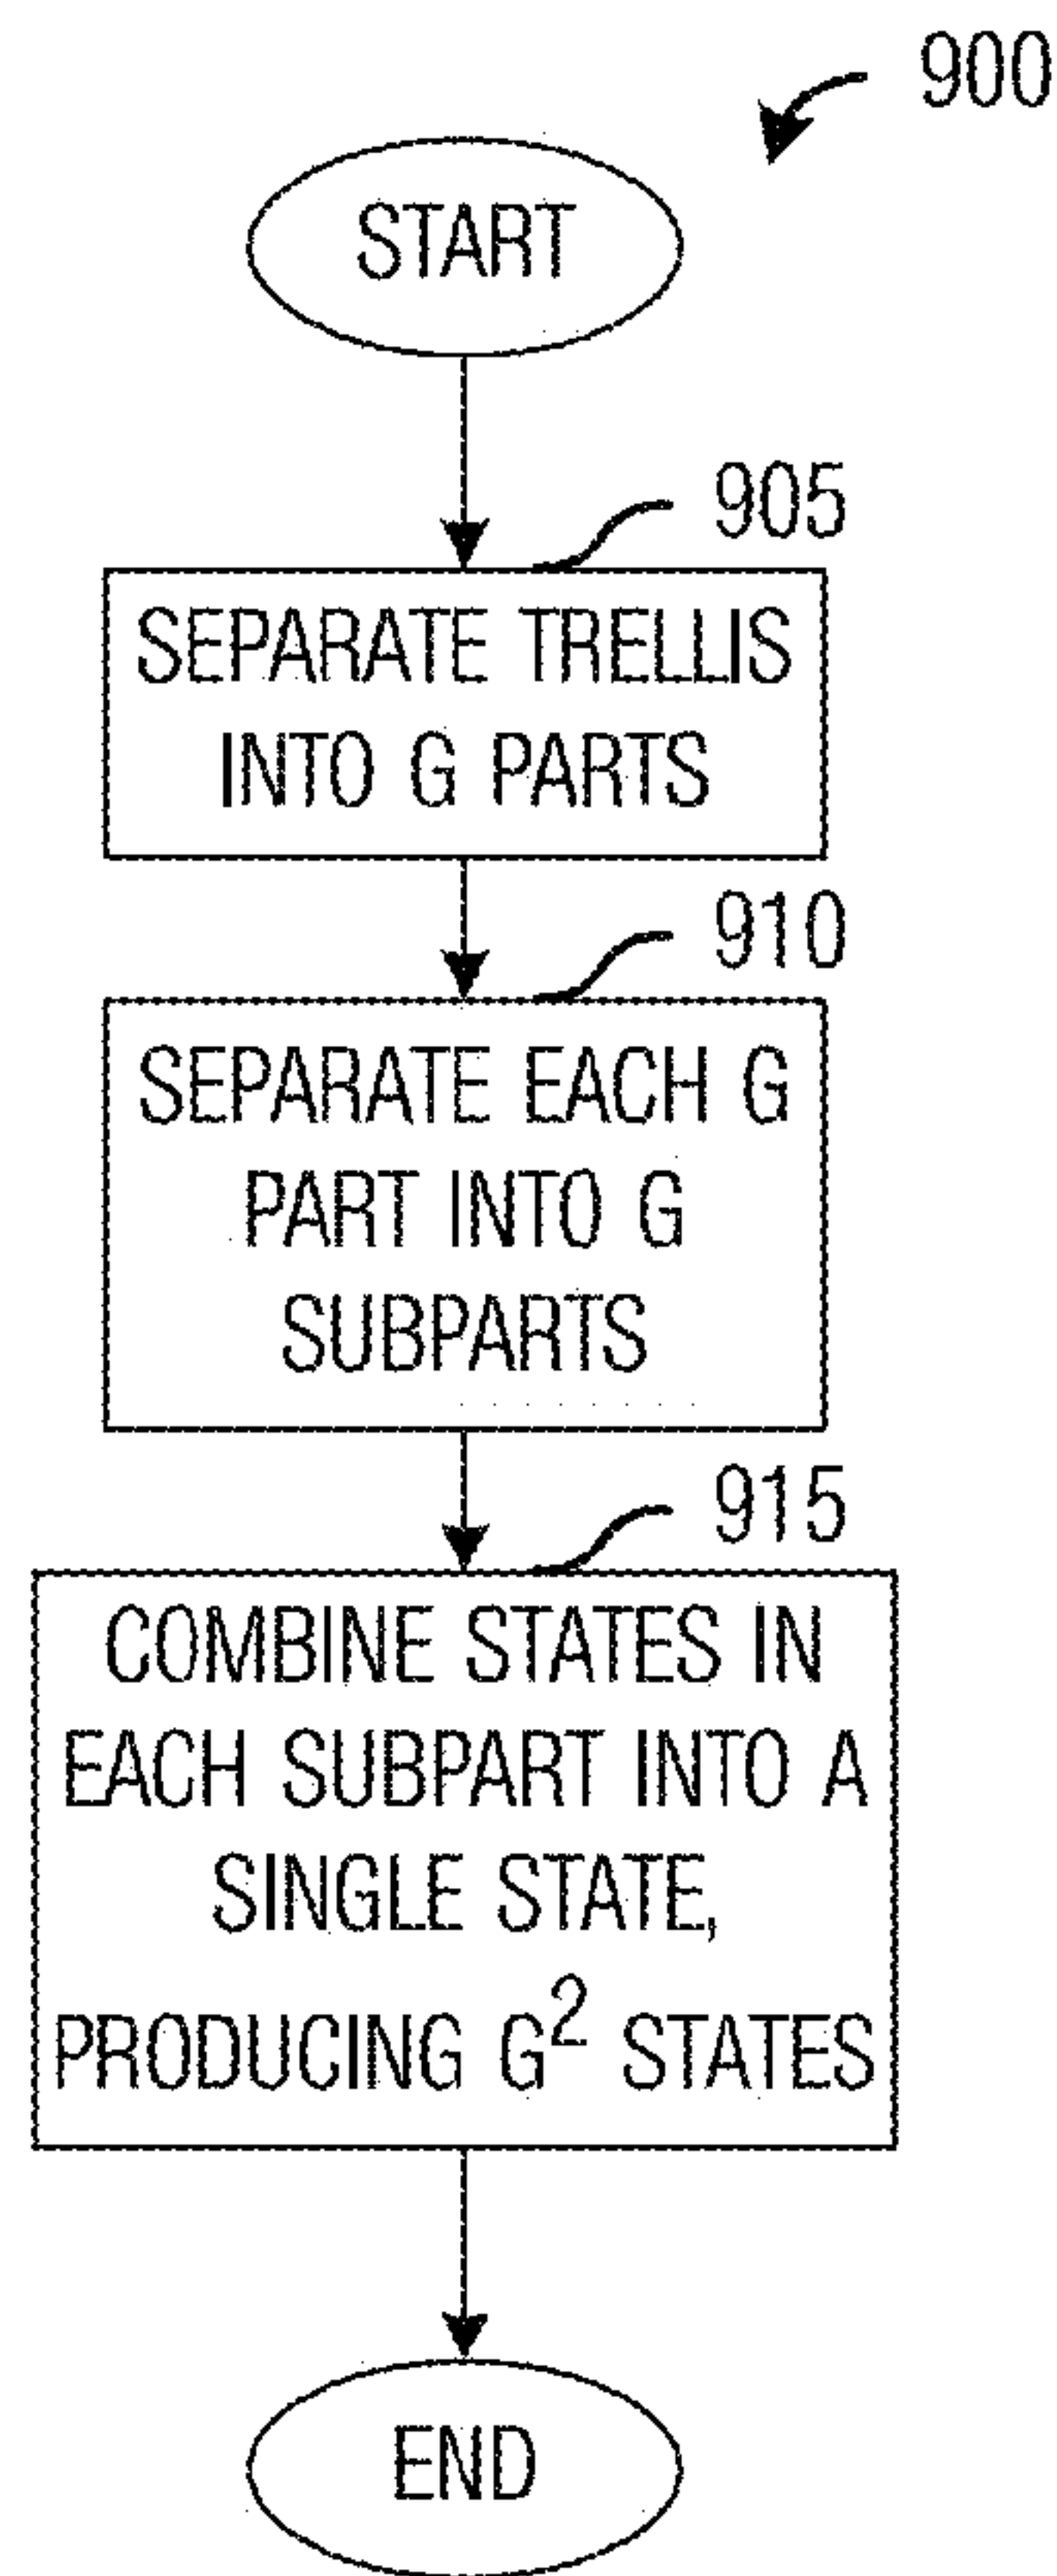 900
START
905
SEPARATE TRELLIS
INTO G PARTS
910
SEPARATE EACH G
PART INTO G
SUBPARTS
915
COMBINE STATES IN
EACH SUBPART INTO A
SINGLE STATE,
PRODUCING G² STATES
END